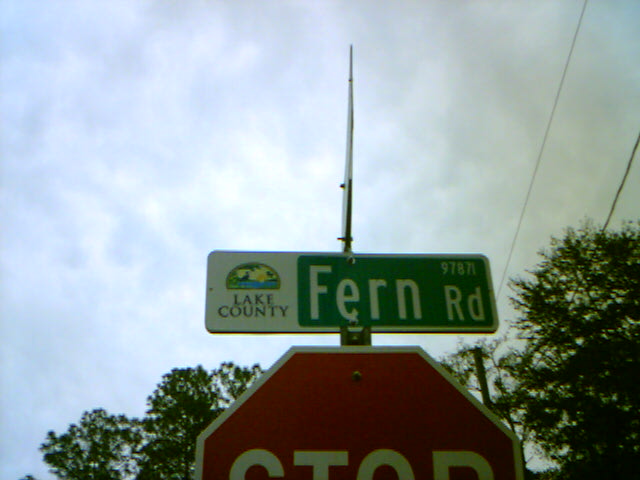 LAKE
COUNTY
Fern Rd
97871
STOP